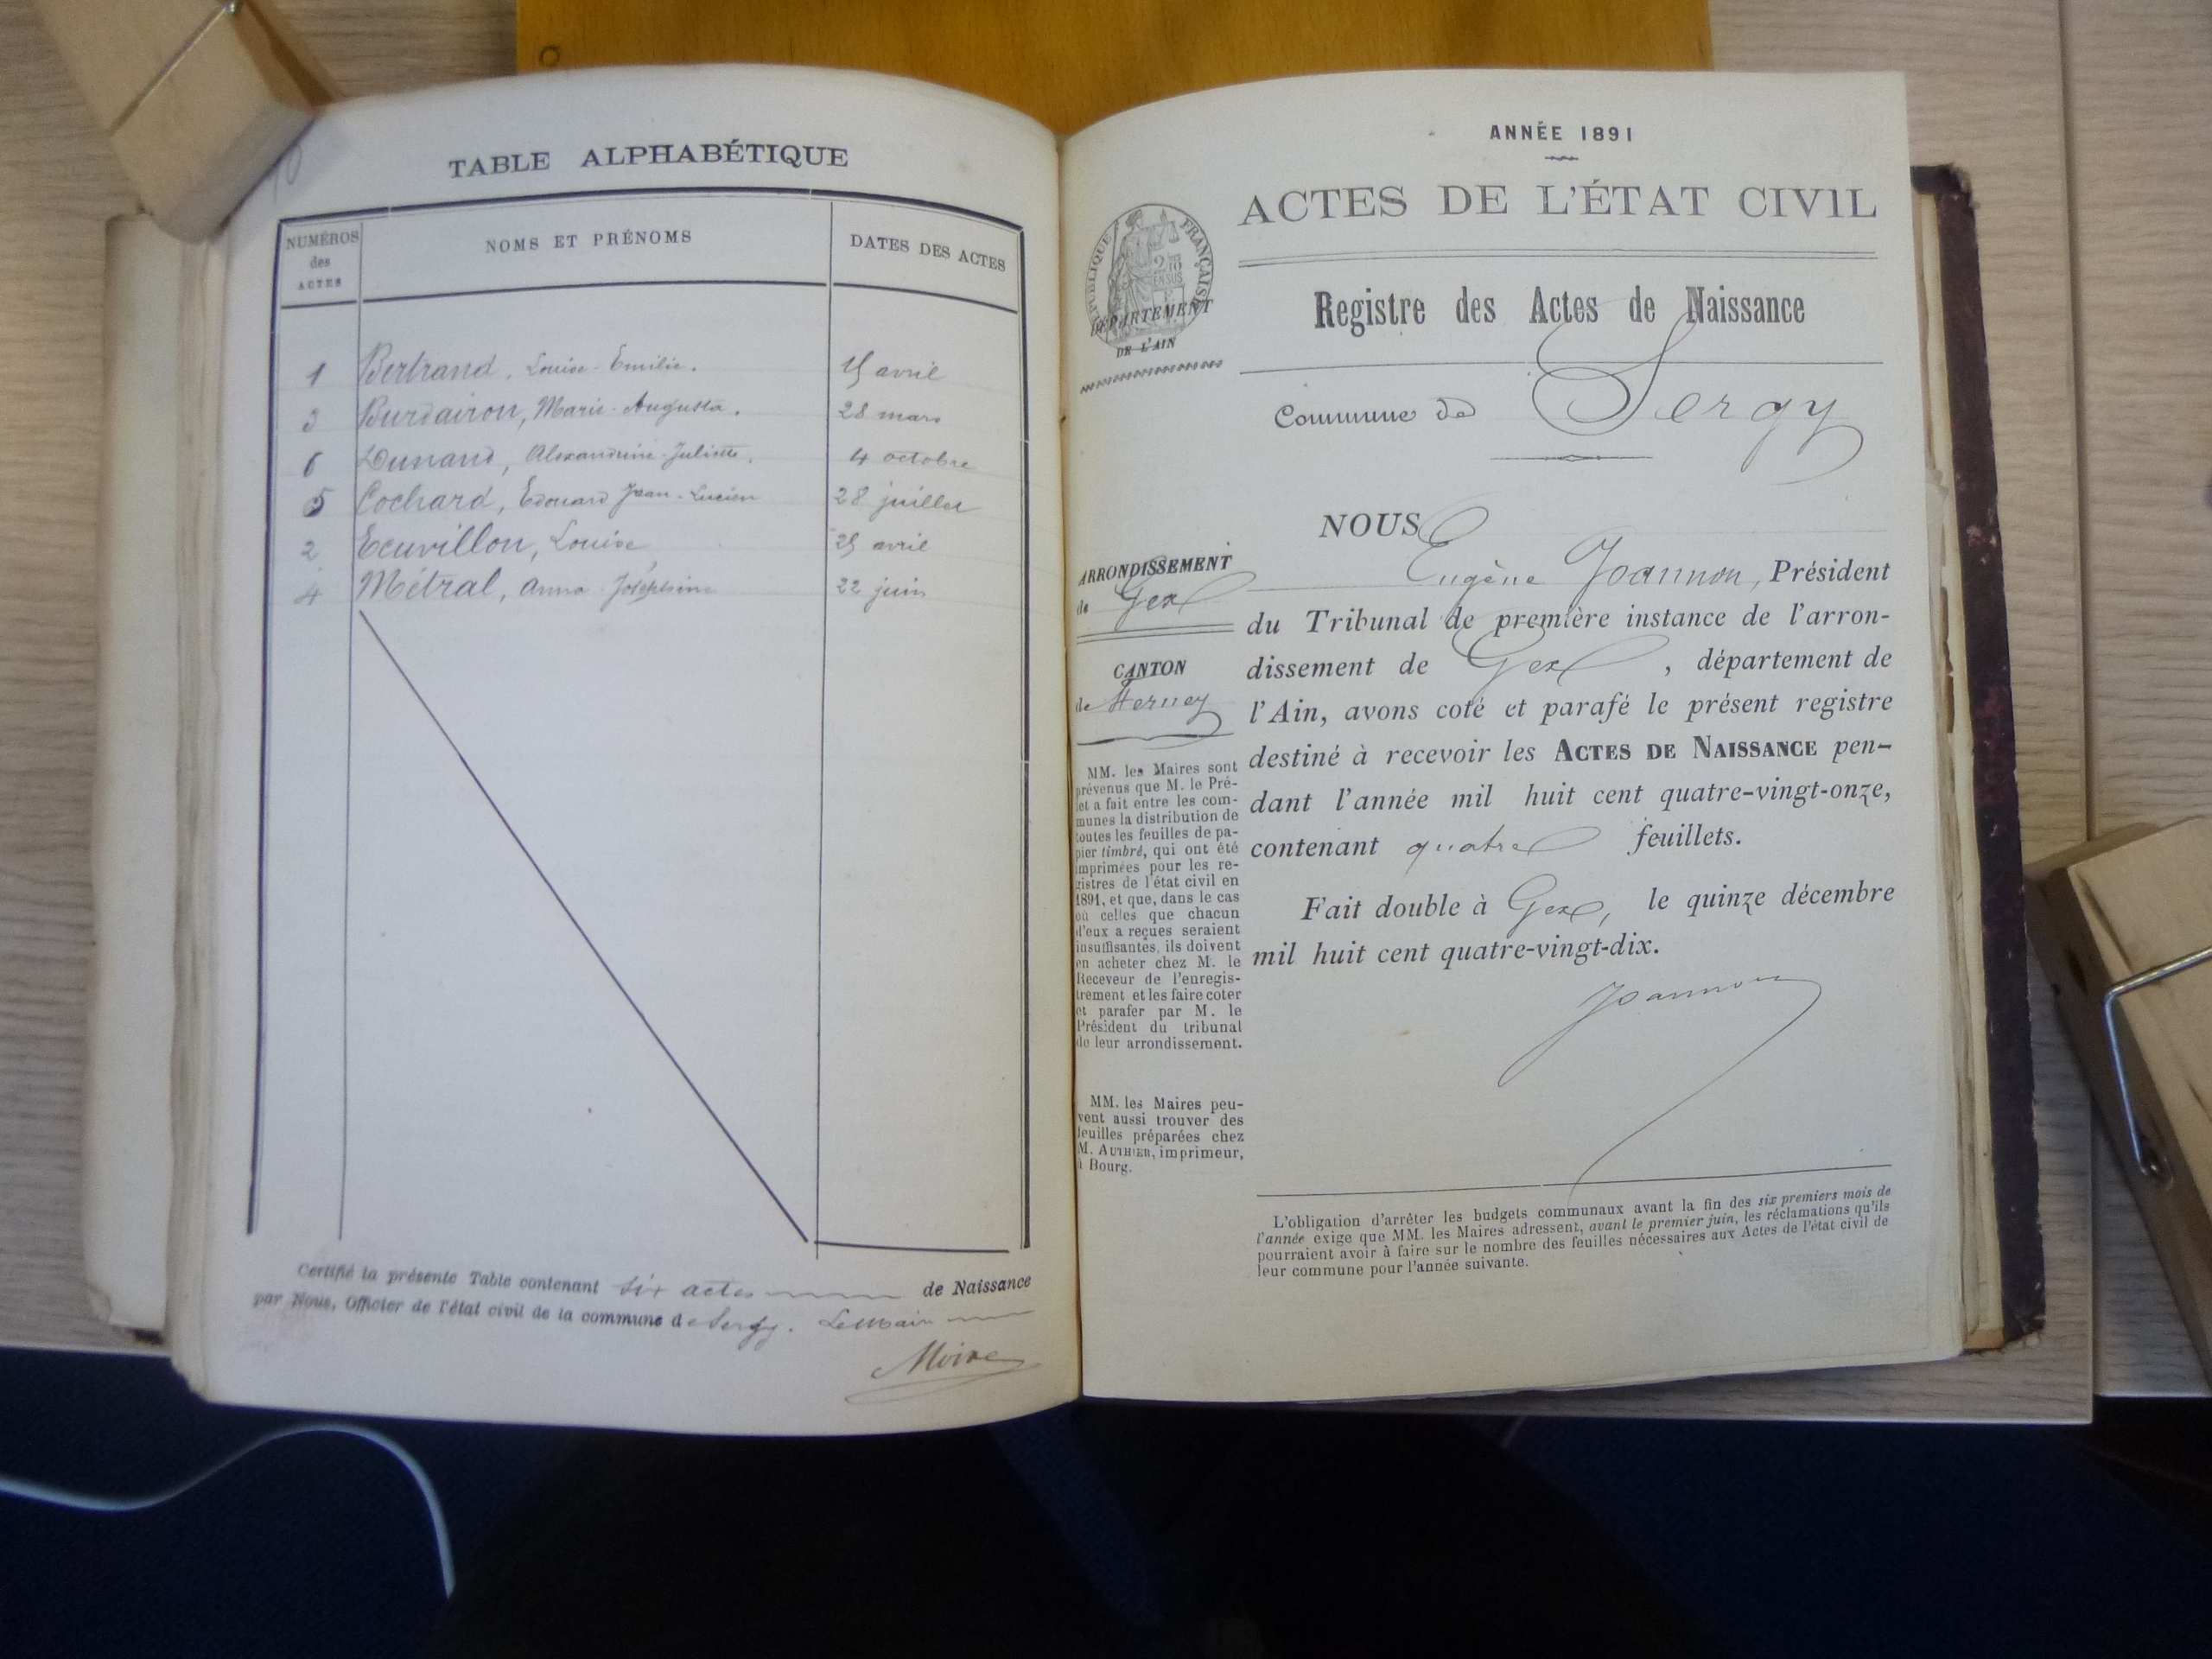 TABLE ALPHABÉTIQUE
NUMÉROS des ACTES
NOMS ET PRÉNOMS
DATES DES ACTES
1 Bertrand, Louise-Emilie. 15 avril
3 Burdairon, Marie-Augusta. 28 mars
6 Dunand, Alexandrine-Juliette. 4 octobre
5 Cochard, Edouard Jean-Lucien 28 juillet
2 Ecuvillon, Louise 25 avril
4 Métral, Anna Joséphine 22 juin
Certifié la présente Table contenant six actes de Naissance
par Nous, Officier de l'état civil de la commune de Sergy. Le Maire
Moine
ANNÉE 1891
ACTES DE L'ÉTAT CIVIL
RÉPUBLIQUE FRANÇAISE
DÉPARTEMENT
DE L'AIN
Registre des Actes de Naissance
Commune de Sergy
ARRONDISSEMENT
de Gex
CANTON
de Ferney
MM. les Maires sont
prévenus que M. le Pré-
fet a fait entre les com-
munes la distribution de
toutes les feuilles de pa-
pier timbré, qui ont été
imprimées pour les re-
gistres de l'état civil en
1891, et que, dans le cas
où celles que chacun
d'eux a reçues seraient
insuffisantes, ils doivent
en acheter chez M. le
Receveur de l'enregis-
trement et les faire coter
et parafer par M. le
Président du tribunal
de leur arrondissement.
MM. les Maires peu-
vent aussi trouver des
feuilles préparées chez
M. AUTHIER, imprimeur,
à Bourg.
NOUS
Eugène Joannon, Président
du Tribunal de première instance de l'arron-
dissement de Gex, département de
l'Ain, avons coté et parafé le présent registre
destiné à recevoir les ACTES DE NAISSANCE pen-
dant l'année mil huit cent quatre-vingt-onze,
contenant quatre feuillets.
Fait double à Gex, le quinze décembre
mil huit cent quatre-vingt-dix.
Joannon
L'obligation d'arrêter les budgets communaux avant la fin des six premiers mois de
l'année exige que MM. les Maires adressent, avant le premier juin, les réclamations qu'ils
pourraient avoir à faire sur le nombre des feuilles nécessaires aux Actes de l'état civil de
leur commune pour l'année suivante.